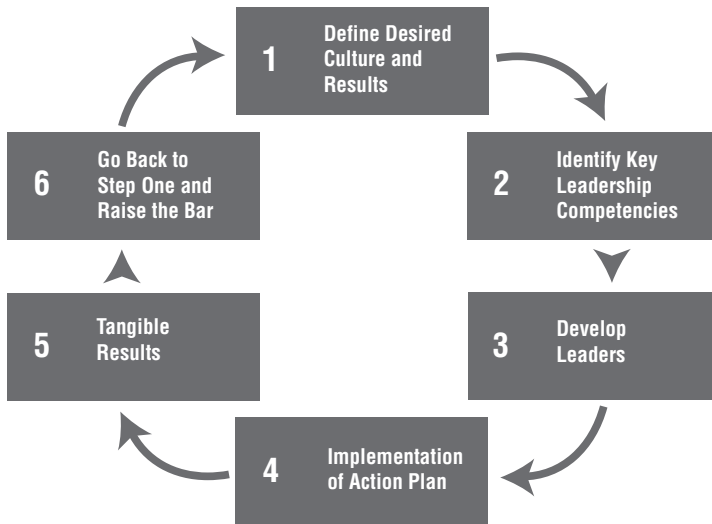 1
Define Desired
Culture and
Results
2
Identify Key
Leadership
Competencies
3
Develop
Leaders
4
Implementation
of Action Plan
5
Tangible
Results
6
Go Back to
Step One and
Raise the Bar